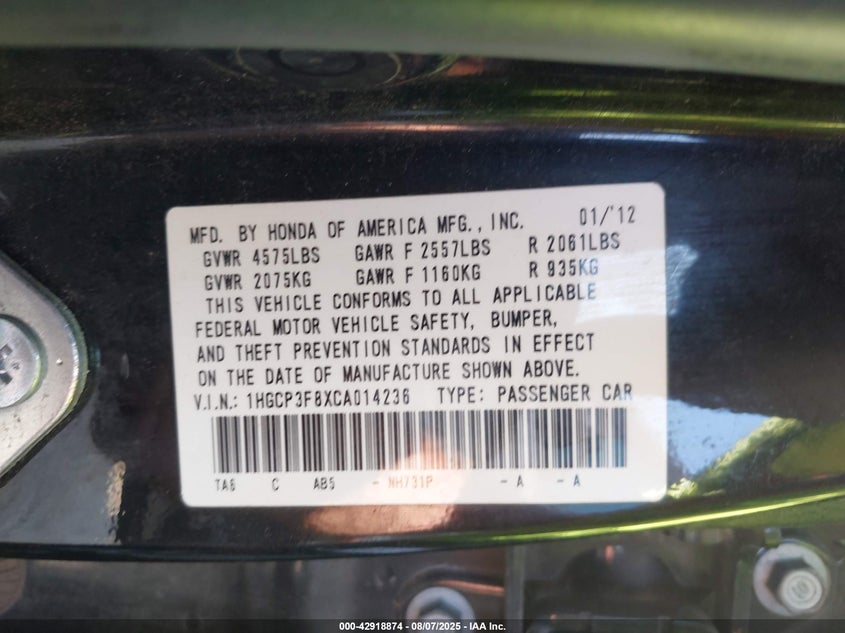 MFD. BY HONDA OF AMERICA MFG., INC. 01/'12
GVWR 4575LBS GAWR F 2557LBS R 2061LBS
GVWR 2075KG GAWR F 1160KG R 935KG
THIS VEHICLE CONFORMS TO ALL APPLICABLE
FEDERAL MOTOR VEHICLE SAFETY, BUMPER,
AND THEFT PREVENTION STANDARDS IN EFFECT
ON THE DATE OF MANUFACTURE SHOWN ABOVE.
V.I.N.: 1HGCP3F8XCA014236 TYPE: PASSENGER CAR
TA6 C AB5 - NH731P - A - A
000-42918874 - 08/07/2025 - IAA Inc.